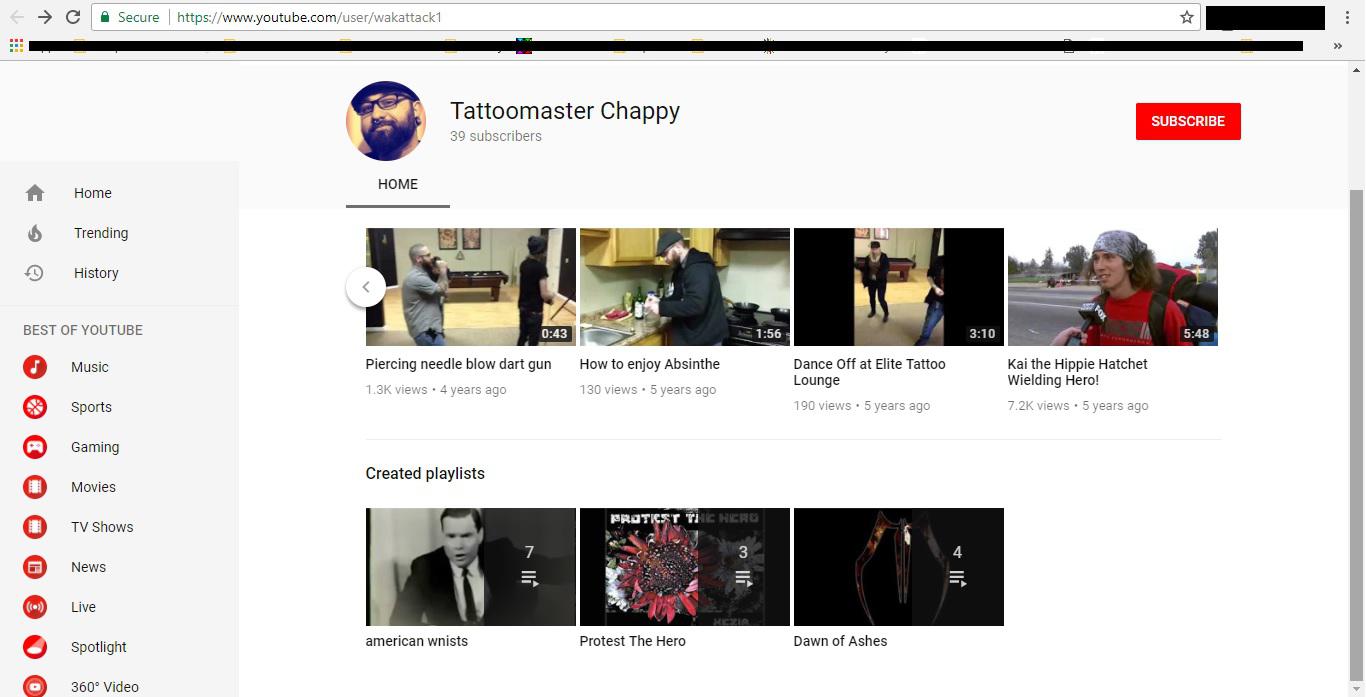 Secure
https://www.youtube.com/user/wakattack1
Tattoomaster Chappy
39 subscribers
SUBSCRIBE
HOME
Home
Trending
History
BEST OF YOUTUBE
Music
Sports
Gaming
Movies
TV Shows
News
Live
Spotlight
360° Video
0:43
1:56
3:10
FOX
5:48
Piercing needle blow dart gun
1.3K views • 4 years ago
How to enjoy Absinthe
130 views • 5 years ago
Dance Off at Elite Tattoo
Lounge
190 views • 5 years ago
Kai the Hippie Hatchet
Wielding Hero!
7.2K views • 5 years ago
Created playlists
7
american wnists
PROTEST THE HERO
3
KEZIA
Protest The Hero
4
Dawn of Ashes